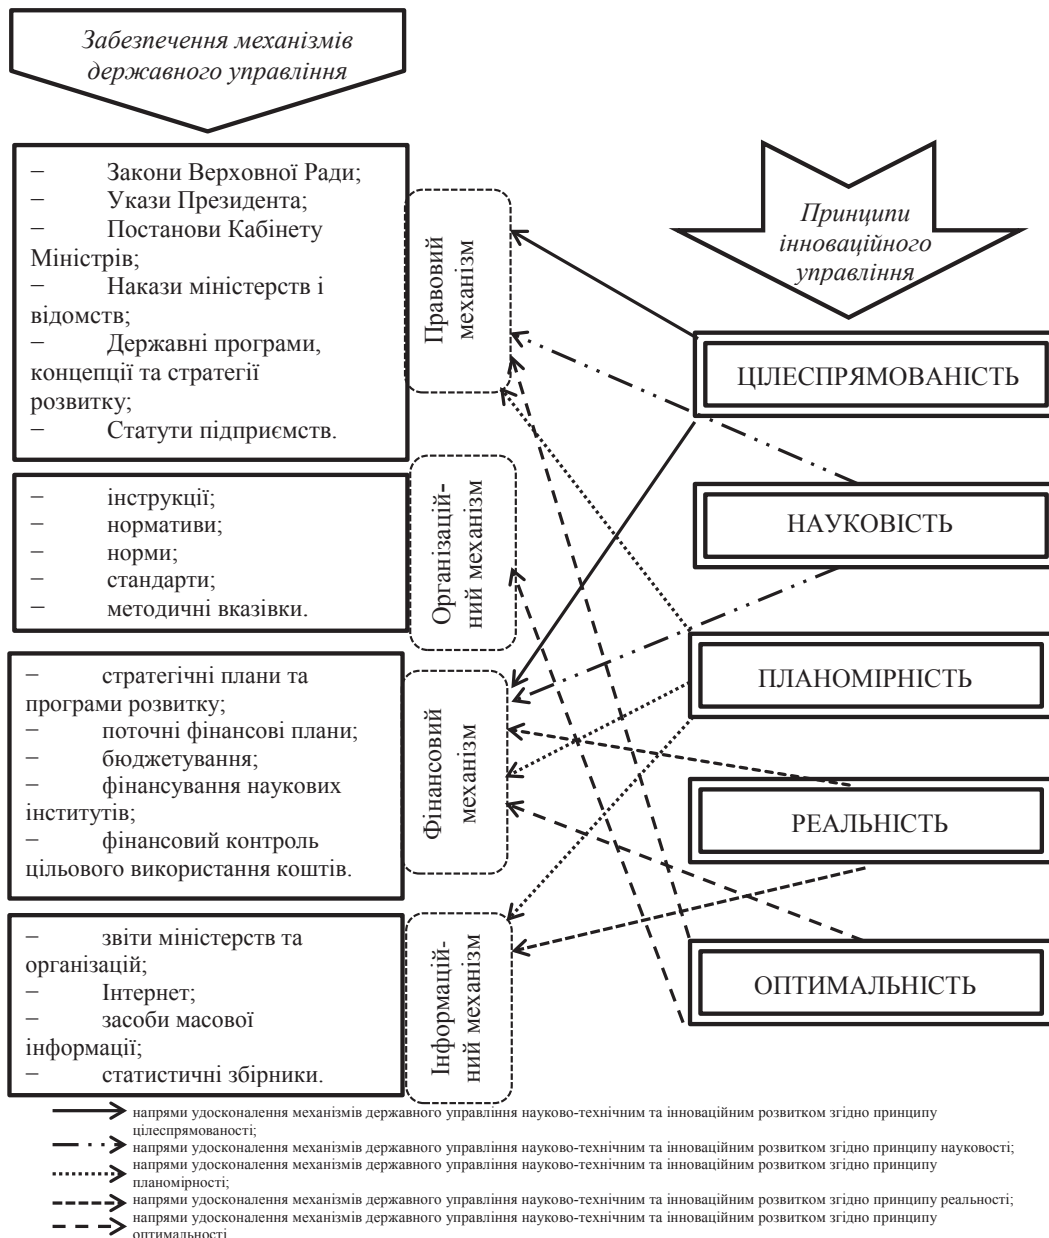 Забезпечення механізмів
державного управління
–	Закони Верховної Ради;
–	Укази Президента;
–	Постанови Кабінету
Міністрів;
–	Накази міністерств і
відомств;
–	Державні програми,
концепції та стратегії
розвитку;
–	Статути підприємств.
–	інструкції;
–	нормативи;
–	норми;
–	стандарти;
–	методичні вказівки.
–	стратегічні плани та
програми розвитку;
–	поточні фінансові плани;
–	бюджетування;
–	фінансування наукових
інститутів;
–	фінансовий контроль
цільового використання коштів.
–	звіти міністерств та
організацій;
–	Інтернет;
–	засоби масової
інформації;
–	статистичні збірники.
Правовий
механізм
Організацій-
ний механізм
Фінансовий
механізм
Інформацій-
ний механізм
Принципи
інноваційного
управління
ЦІЛЕСПРЯМОВАНІСТЬ
НАУКОВІСТЬ
ПЛАНОМІРНІСТЬ
РЕАЛЬНІСТЬ
ОПТИМАЛЬНІСТЬ
напрями удосконалення механізмів державного управління науково-технічним та інноваційним розвитком згідно принципу
цілеспрямованості;
напрями удосконалення механізмів державного управління науково-технічним та інноваційним розвитком згідно принципу науковості;
напрями удосконалення механізмів державного управління науково-технічним та інноваційним розвитком згідно принципу
планомірності;
напрями удосконалення механізмів державного управління науково-технічним та інноваційним розвитком згідно принципу реальності;
напрями удосконалення механізмів державного управління науково-технічним та інноваційним розвитком згідно принципу
оптимальності